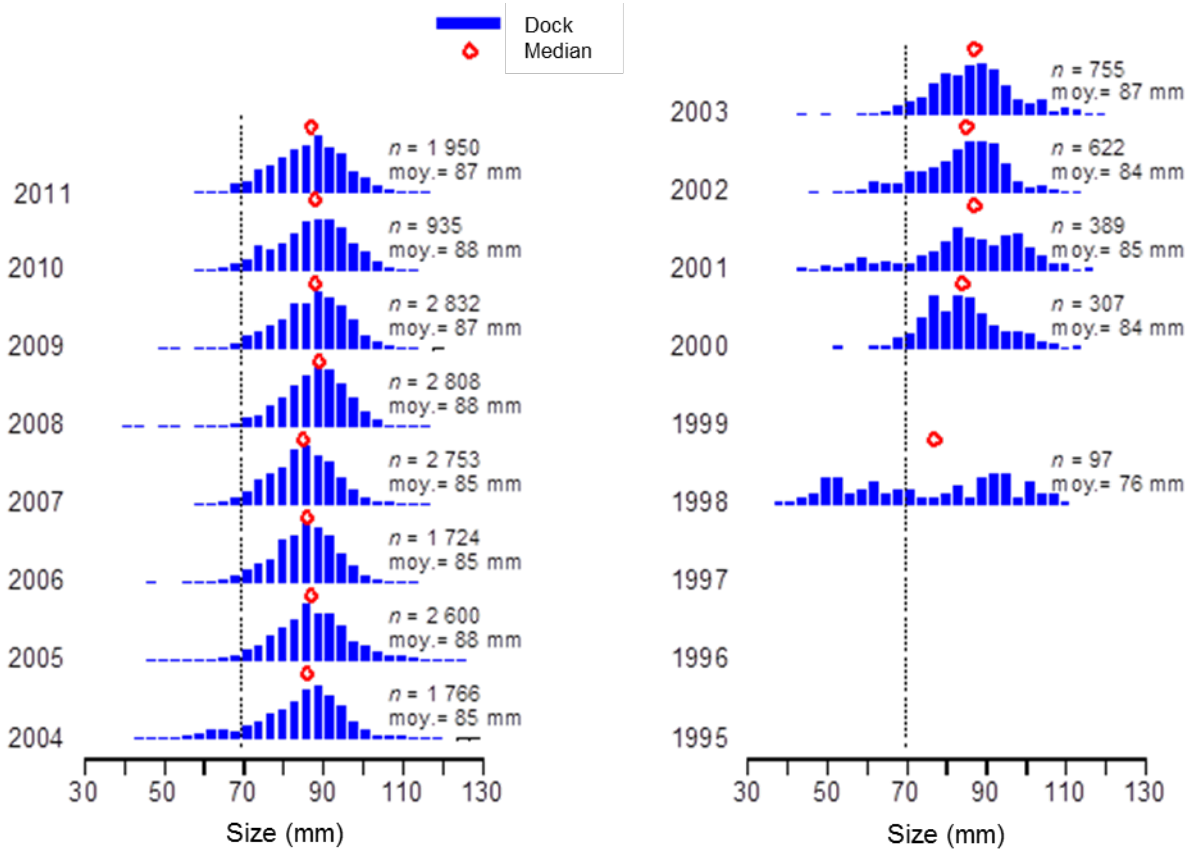 Dock
Median
n = 1 950
moy.= 87 mm
2011
n = 935
moy.= 88 mm
2010
n = 2 832
moy.= 87 mm
2009
n = 2 808
moy.= 88 mm
2008
n = 2 753
moy.= 85 mm
2007
n = 1 724
moy.= 85 mm
2006
n = 2 600
moy.= 88 mm
2005
n = 1 766
moy.= 85 mm
2004
30 50 70 90 110 130
Size (mm)
n = 755
moy.= 87 mm
2003
n = 622
moy.= 84 mm
2002
n = 389
moy.= 85 mm
2001
n = 307
moy.= 84 mm
2000
1999
n = 97
moy.= 76 mm
1998
1997
1996
1995
30 50 70 90 110 130
Size (mm)